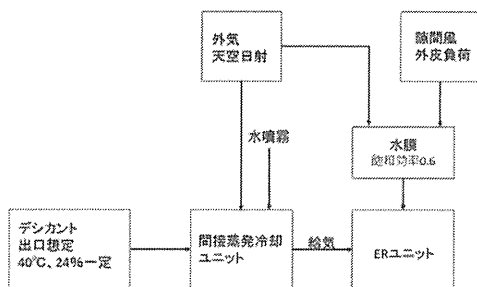 外気
天空日射
隙間風
外皮負荷
水噴霧
水膜
飽和効率0.6
デシカント
出口想定
40℃、24%一定
間接蒸発冷却
ユニット
給気
ERユニット